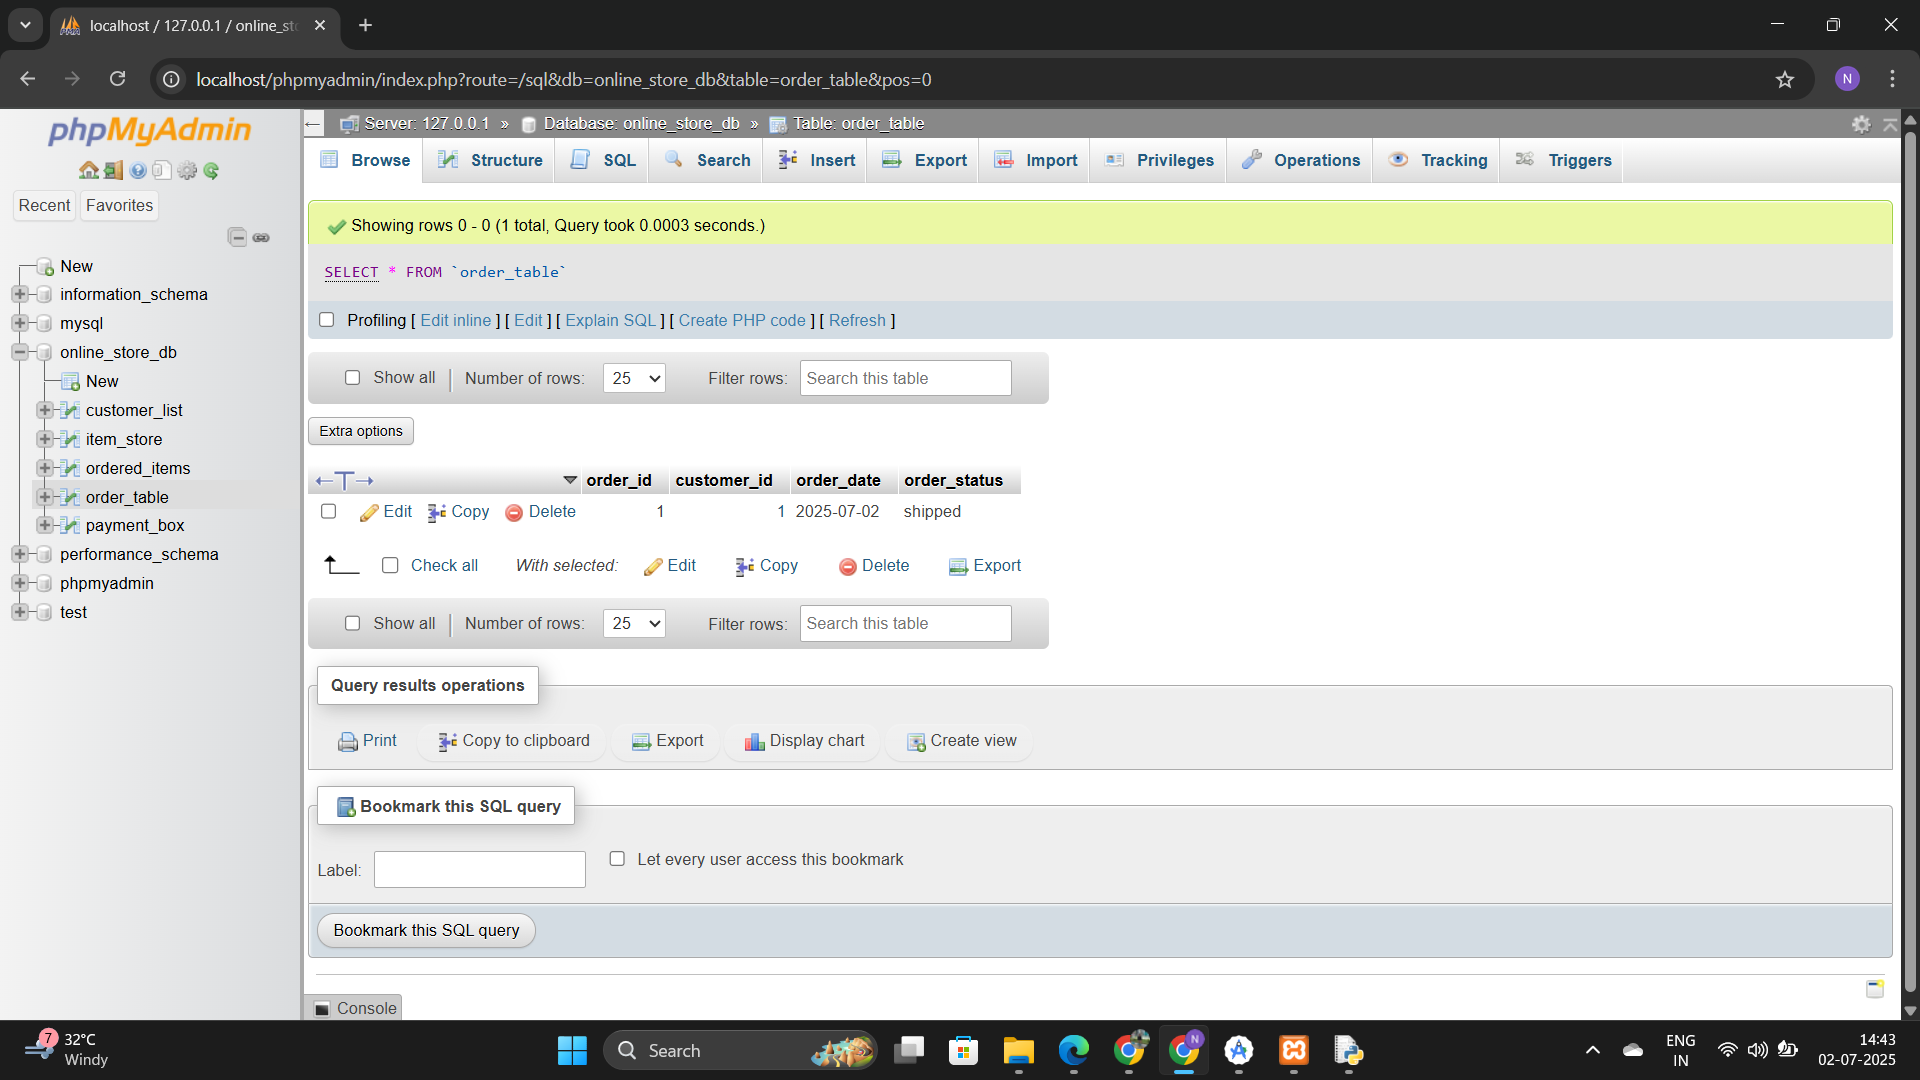 localhost / 127.0.0.1 / online_sto
localhost/phpmyadmin/index.php?route=/sql&db=online_store_db&table=order_table&pos=0
N
phpMyAdmin
Recent
Favorites
New
information_schema
mysql
online_store_db
New
customer_list
item_store
ordered_items
order_table
payment_box
performance_schema
phpmyadmin
test
Server: 127.0.0.1 » Database: online_store_db » Table: order_table
Browse Structure SQL Search Insert Export Import Privileges Operations Tracking Triggers
Showing rows 0 - 0 (1 total, Query took 0.0003 seconds.)
SELECT * FROM `order_table`
Profiling [ Edit inline ] [ Edit ] [ Explain SQL ] [ Create PHP code ] [ Refresh ]
Show all Number of rows: 25 Filter rows: Search this table
Extra options
order_id customer_id order_date order_status
Edit Copy Delete 1 1 2025-07-02 shipped
Check all With selected: Edit Copy Delete Export
Show all Number of rows: 25 Filter rows: Search this table
Query results operations
Print Copy to clipboard Export Display chart Create view
Bookmark this SQL query
Label: Let every user access this bookmark
Bookmark this SQL query
Console
7
32°C
Windy
Search
N
ENG
IN
14:43
02-07-2025